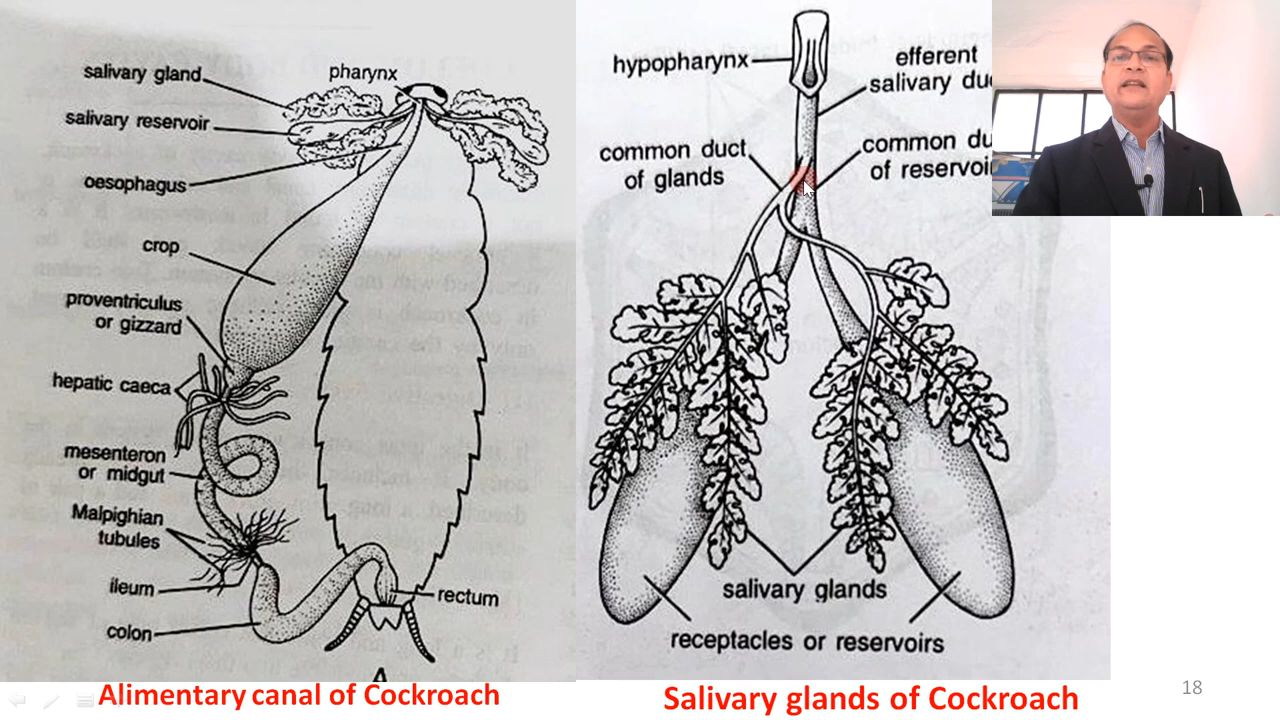 salivary gland
pharynx
salivary reservoir
oesophagus
crop
proventriculus
or gizzard
hepatic caeca
mesenteron
or midgut
Malpighian
tubules
ileum
colon
rectum
A
Alimentary canal of Cockroach
hypopharynx
efferent
salivary du
common duct
of glands
common du
of reservoi
salivary glands
receptacles or reservoirs
Salivary glands of Cockroach
18